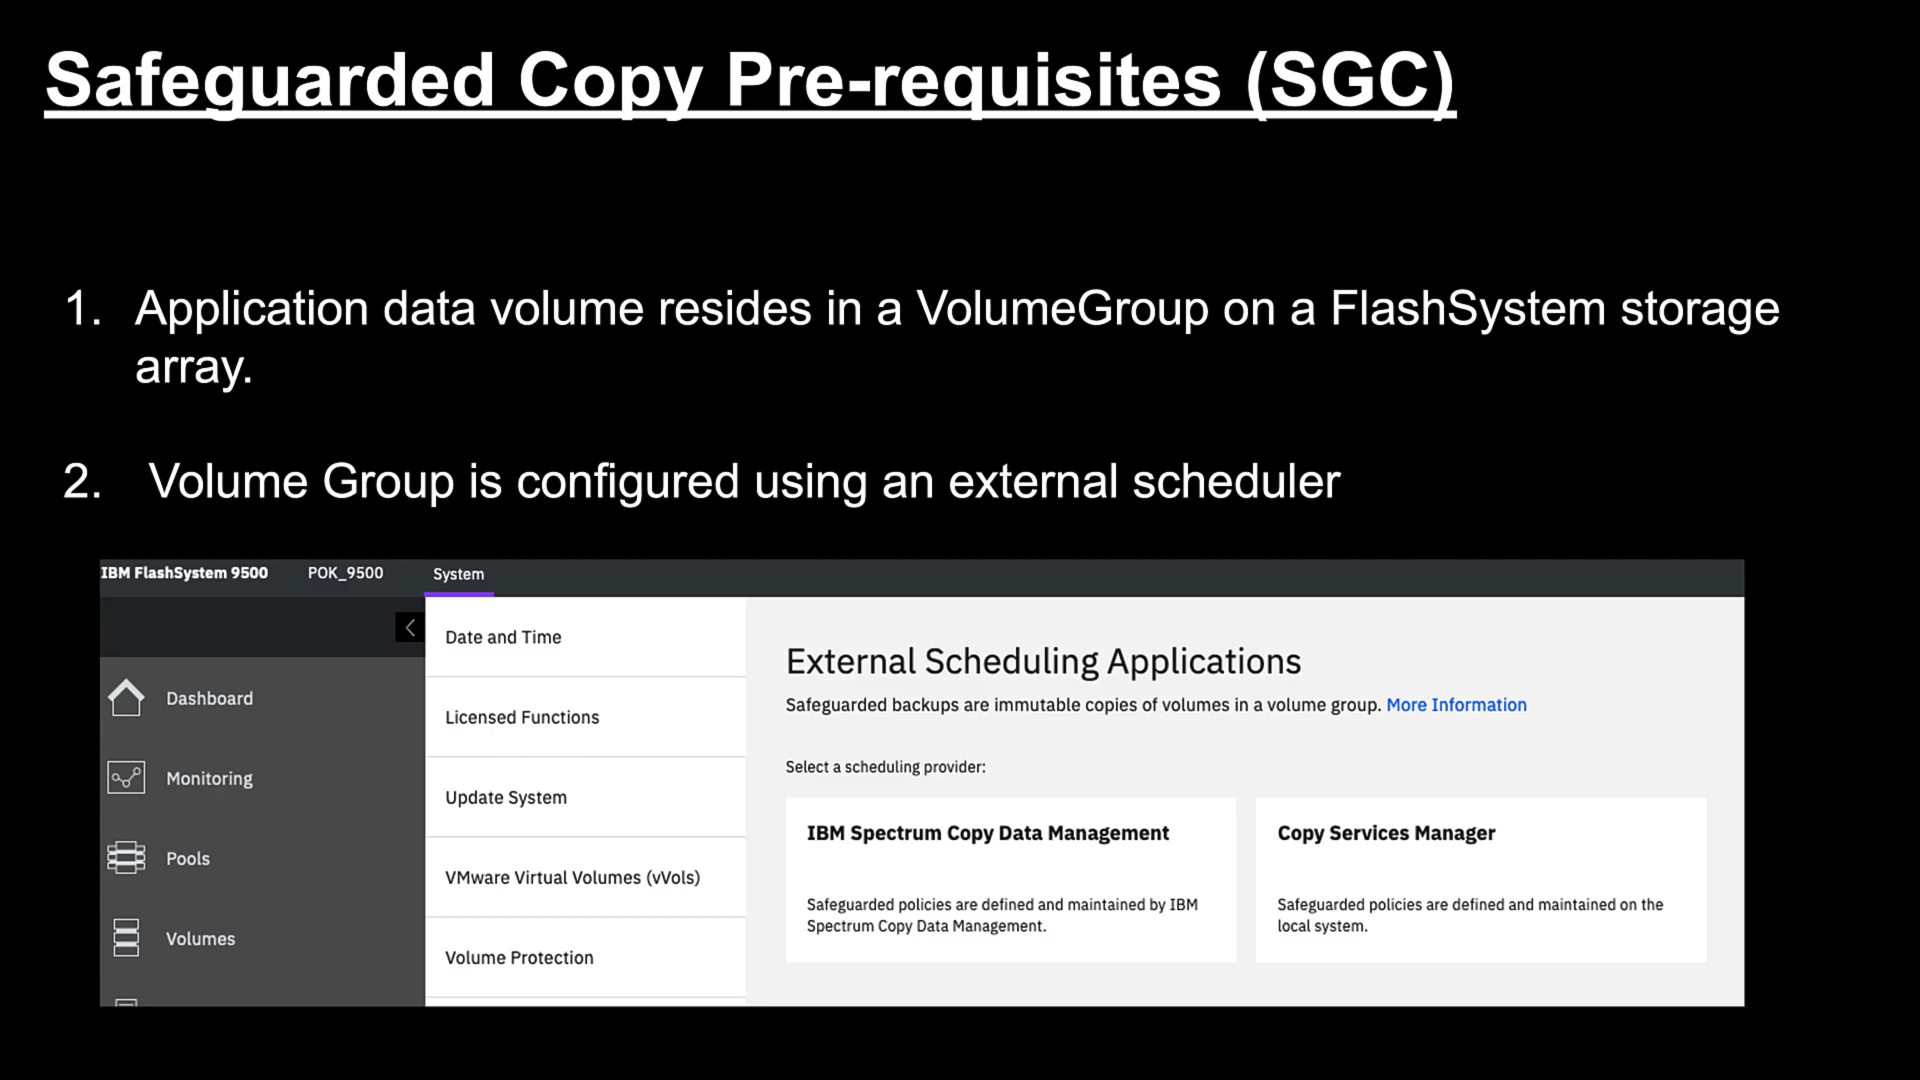 Safeguarded Copy Pre-requisites (SGC)
1. Application data volume resides in a VolumeGroup on a FlashSystem storage
array.
2. Volume Group is configured using an external scheduler
IBM FlashSystem 9500 POK_9500 System
Date and Time
Licensed Functions
Update System
VMware Virtual Volumes (vVols)
Volume Protection
Dashboard
Monitoring
Pools
Volumes
External Scheduling Applications
Safeguarded backups are immutable copies of volumes in a volume group. More Information
Select a scheduling provider:
IBM Spectrum Copy Data Management
Safeguarded policies are defined and maintained by IBM
Spectrum Copy Data Management.
Copy Services Manager
Safeguarded policies are defined and maintained on the
local system.